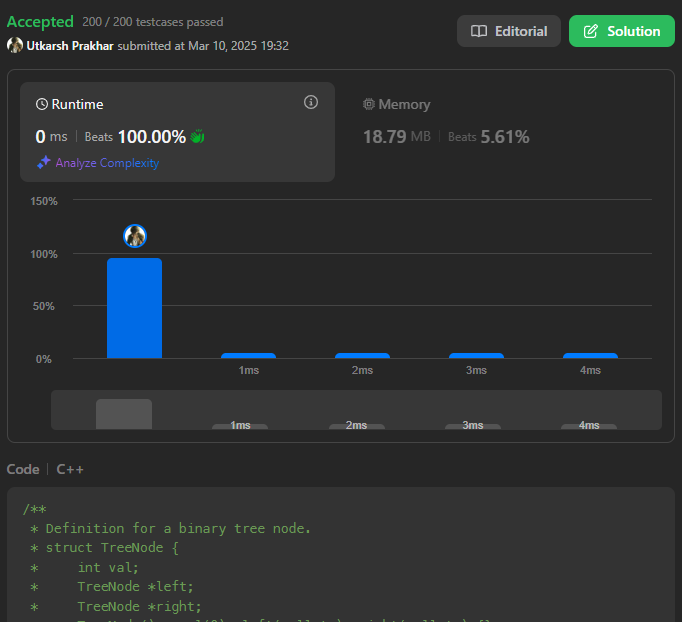 Accepted 200 / 200 testcases passed
Editorial
Solution
Utkarsh Prakhar submitted at Mar 10, 2025 19:32
Runtime
Memory
0 ms | Beats 100.00%
18.79 MB | Beats 5.61%
Analyze Complexity
150%
100%
50%
0%
1ms 2ms 3ms 4ms
1ms 2ms 3ms 4ms
Code | C++
/**
* Definition for a binary tree node.
* struct TreeNode {
*     int val;
*     TreeNode *left;
*     TreeNode *right;